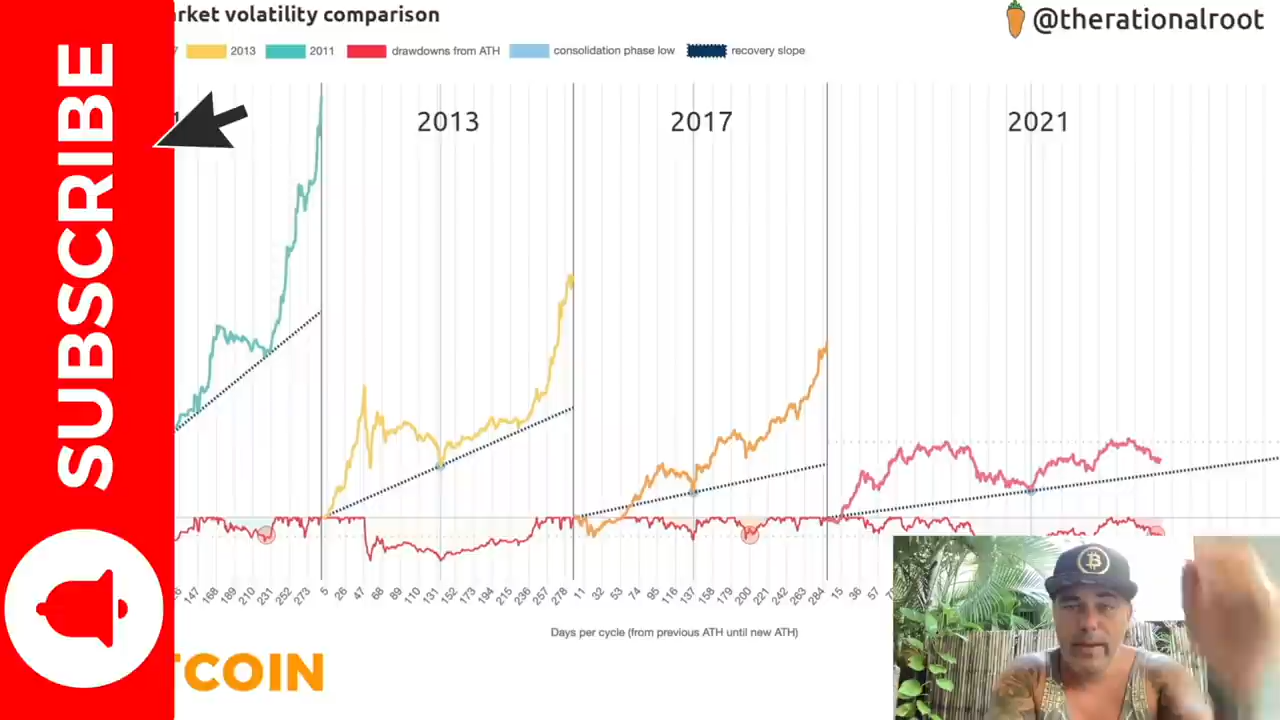 SUBSCRIBE
market volatility comparison
@therationalroot
2013 2011 drawdowns from ATH consolidation phase low recovery slope
2013 2017 2021
147 168 189 210 231 252 273 5 26 47 68 89 110 131 152 173 194 215 236 257 278 11 32 53 74 95 116 137 158 179 200 221 242 263 284 15 36 57
Days per cycle (from previous ATH until new ATH)
TCOIN